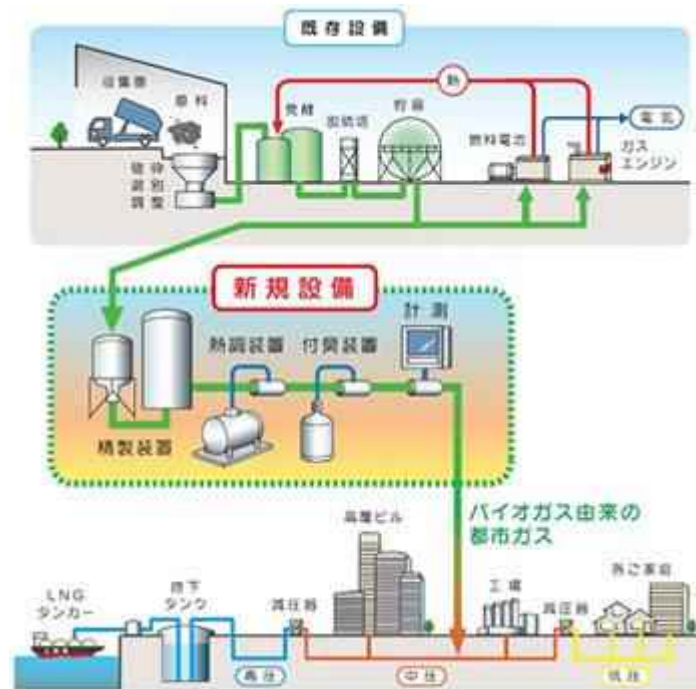 既存設備
収集車
原料
発酵
脱硫塔
貯留
熱
電気
燃料電池
ガス
エンジン
破砕
選別
調整
新規設備
計測
熱調装置
付臭装置
精製装置
バイオガス由来の
都市ガス
高層ビル
LNG
タンカー
地下
タンク
減圧器
工場
減圧器
各ご家庭
高圧
中圧
低圧